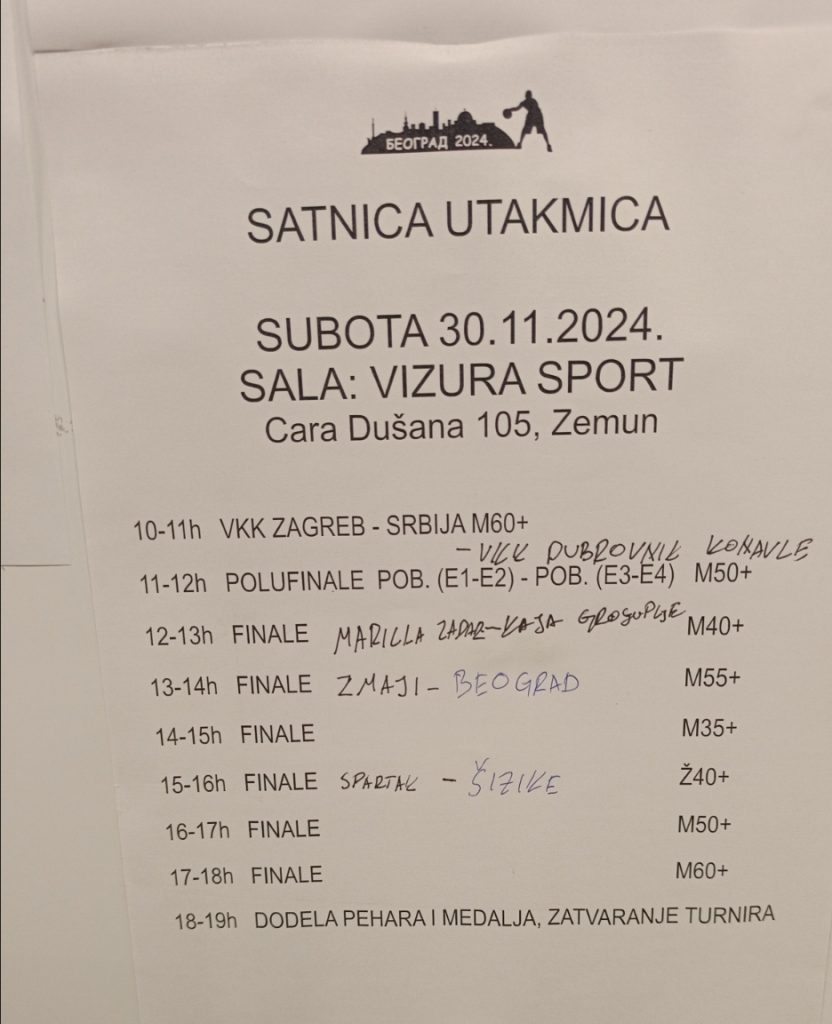 БЕОГРАД 2024.
SATNICA UTAKMICA
SUBOTA 30.11.2024.
SALA: VIZURA SPORT
Cara Dušana 105, Zemun
10-11h VKK ZAGREB - SRBIJA M60+
- VKK DUBROVNIK KONAVLE
11-12h POLUFINALE POB. (E1-E2) - POB. (E3-E4) M50+
12-13h FINALE MARILLA ZADAR - KAJA GROSUPLJE M40+
13-14h FINALE ZMAJI - BEOGRAD M55+
14-15h FINALE M35+
15-16h FINALE SPARTAK - ŠIZIKE Ž40+
16-17h FINALE M50+
17-18h FINALE M60+
18-19h DODELA PEHARA I MEDALJA, ZATVARANJE TURNIRA